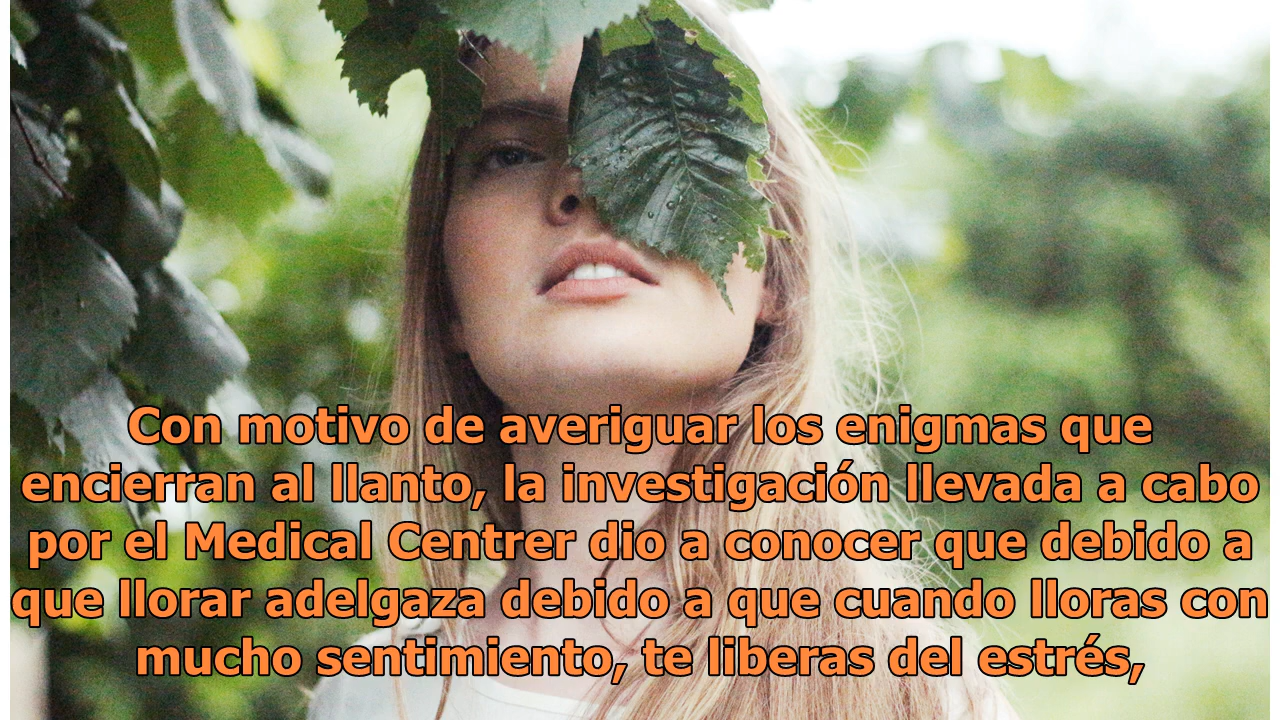 Con motivo de averiguar los enigmas que
encierran al llanto, la investigación llevada a cabo
por el Medical Centrer dio a conocer que debido a
que llorar adelgaza debido a que cuando lloras con
mucho sentimiento, te liberas del estrés,